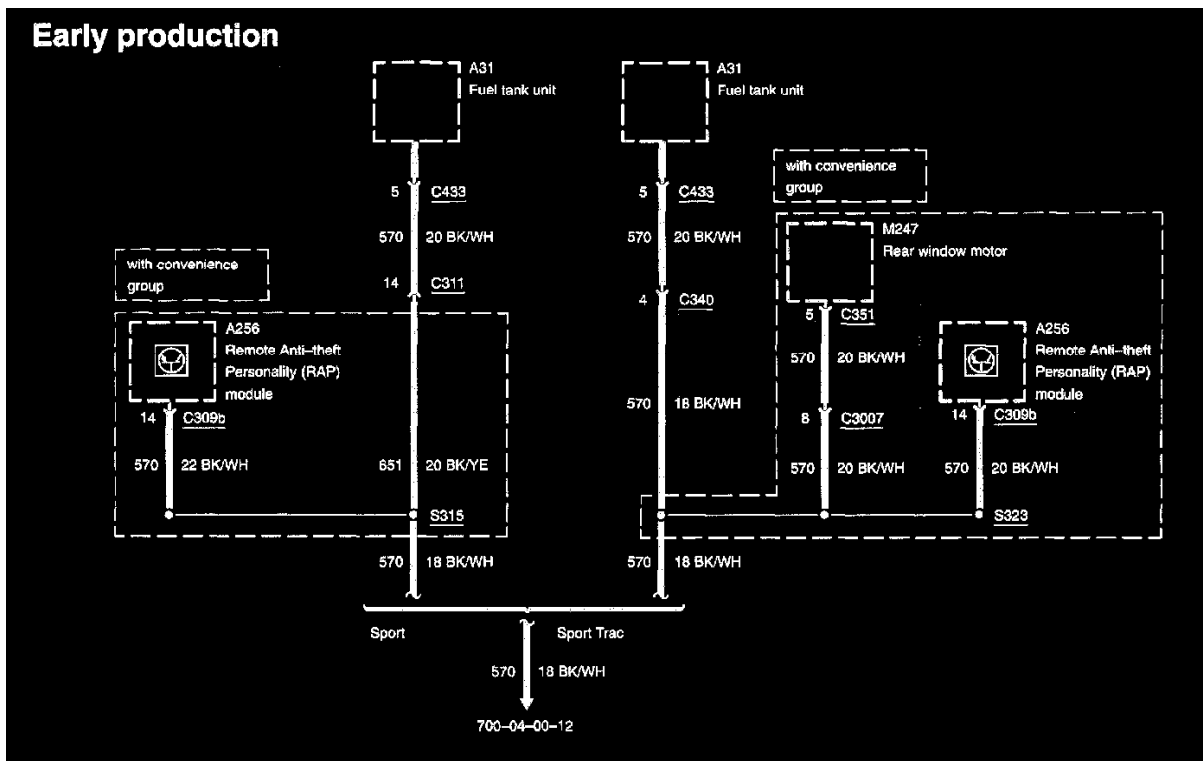 Early production
A31
Fuel tank unit
5 C433
570 20 BK/WH
14 C311
with convenience
group
A256
Remote Anti–theft
Personality (RAP)
module
14 C309b
570 22 BK/WH
651 20 BK/YE
S315
570 18 BK/WH
Sport
A31
Fuel tank unit
5 C433
570 20 BK/WH
4 C340
570 18 BK/WH
570 18 BK/WH
Sport Trac
with convenience
group
M247
Rear window motor
5 C351
570 20 BK/WH
8 C3007
570 20 BK/WH
A256
Remote Anti–theft
Personality (RAP)
module
14 C309b
570 20 BK/WH
S323
570 18 BK/WH
700–04–00–12